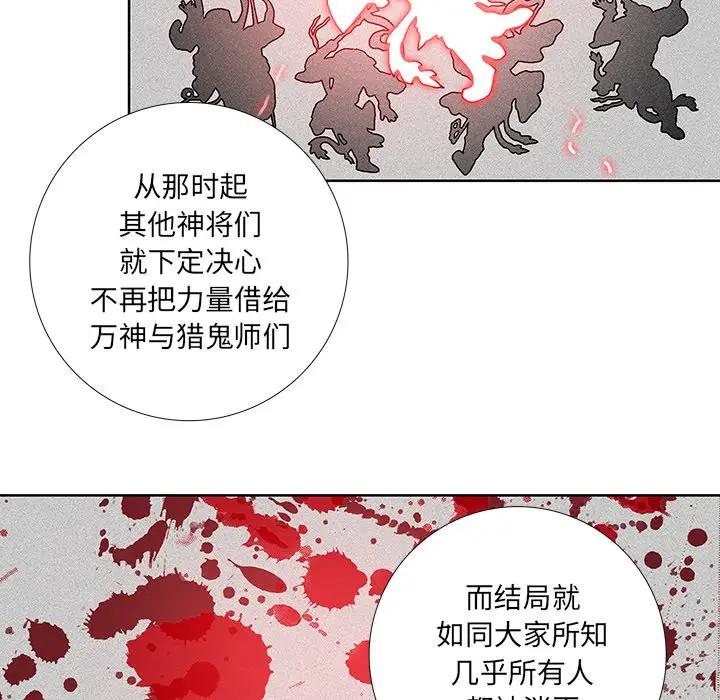 从那时起
其他神将们
就下定决心
不再把力量借给
万神与猎鬼师们
而结局就
如同大家所知
几乎所有人